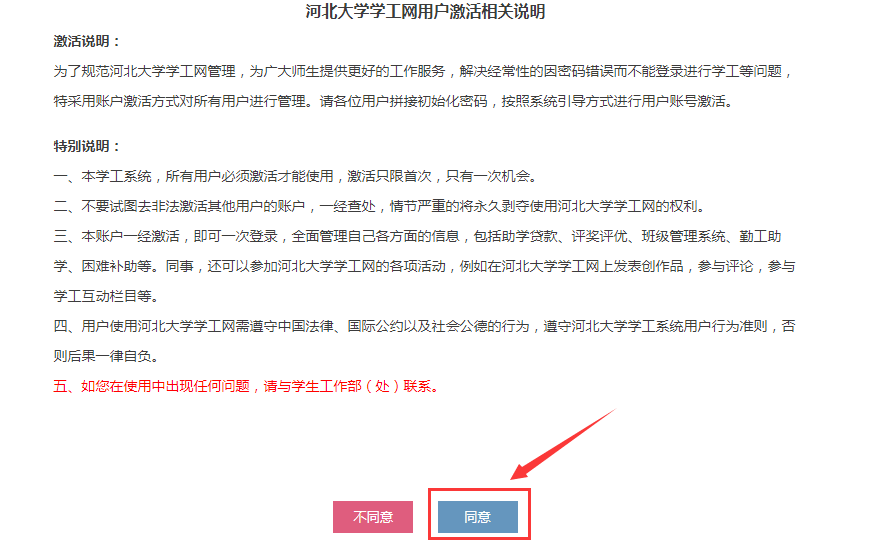 河北大学学工网用户激活相关说明
激活说明：
为了规范河北大学学工网管理，为广大师生提供更好的工作服务，解决经常性的因密码错误而不能登录进行学工等问题，
特采用账户激活方式对所有用户进行管理。请各位用户拼接初始化密码，按照系统引导方式进行用户账号激活。
特别说明：
一、本学工系统，所有用户必须激活才能使用，激活只限首次，只有一次机会。
二、不要试图去非法激活其他用户的账户，一经查处，情节严重的将永久剥夺使用河北大学学工网的权利。
三、本账户一经激活，即可一次登录，全面管理自己各方面的信息，包括助学贷款、评奖评优、班级管理系统、勤工助
学、困难补助等。同事，还可以参加河北大学学工网的各项活动，例如在河北大学学工网上发表创作品，参与评论，参与
学工互动栏目等。
四、用户使用河北大学学工网需遵守中国法律、国际公约以及社会公德的行为，遵守河北大学学工系统用户行为准则，否
则后果一律自负。
五、如您在使用中出现任何问题，请与学生工作部（处）联系。
不同意
同意